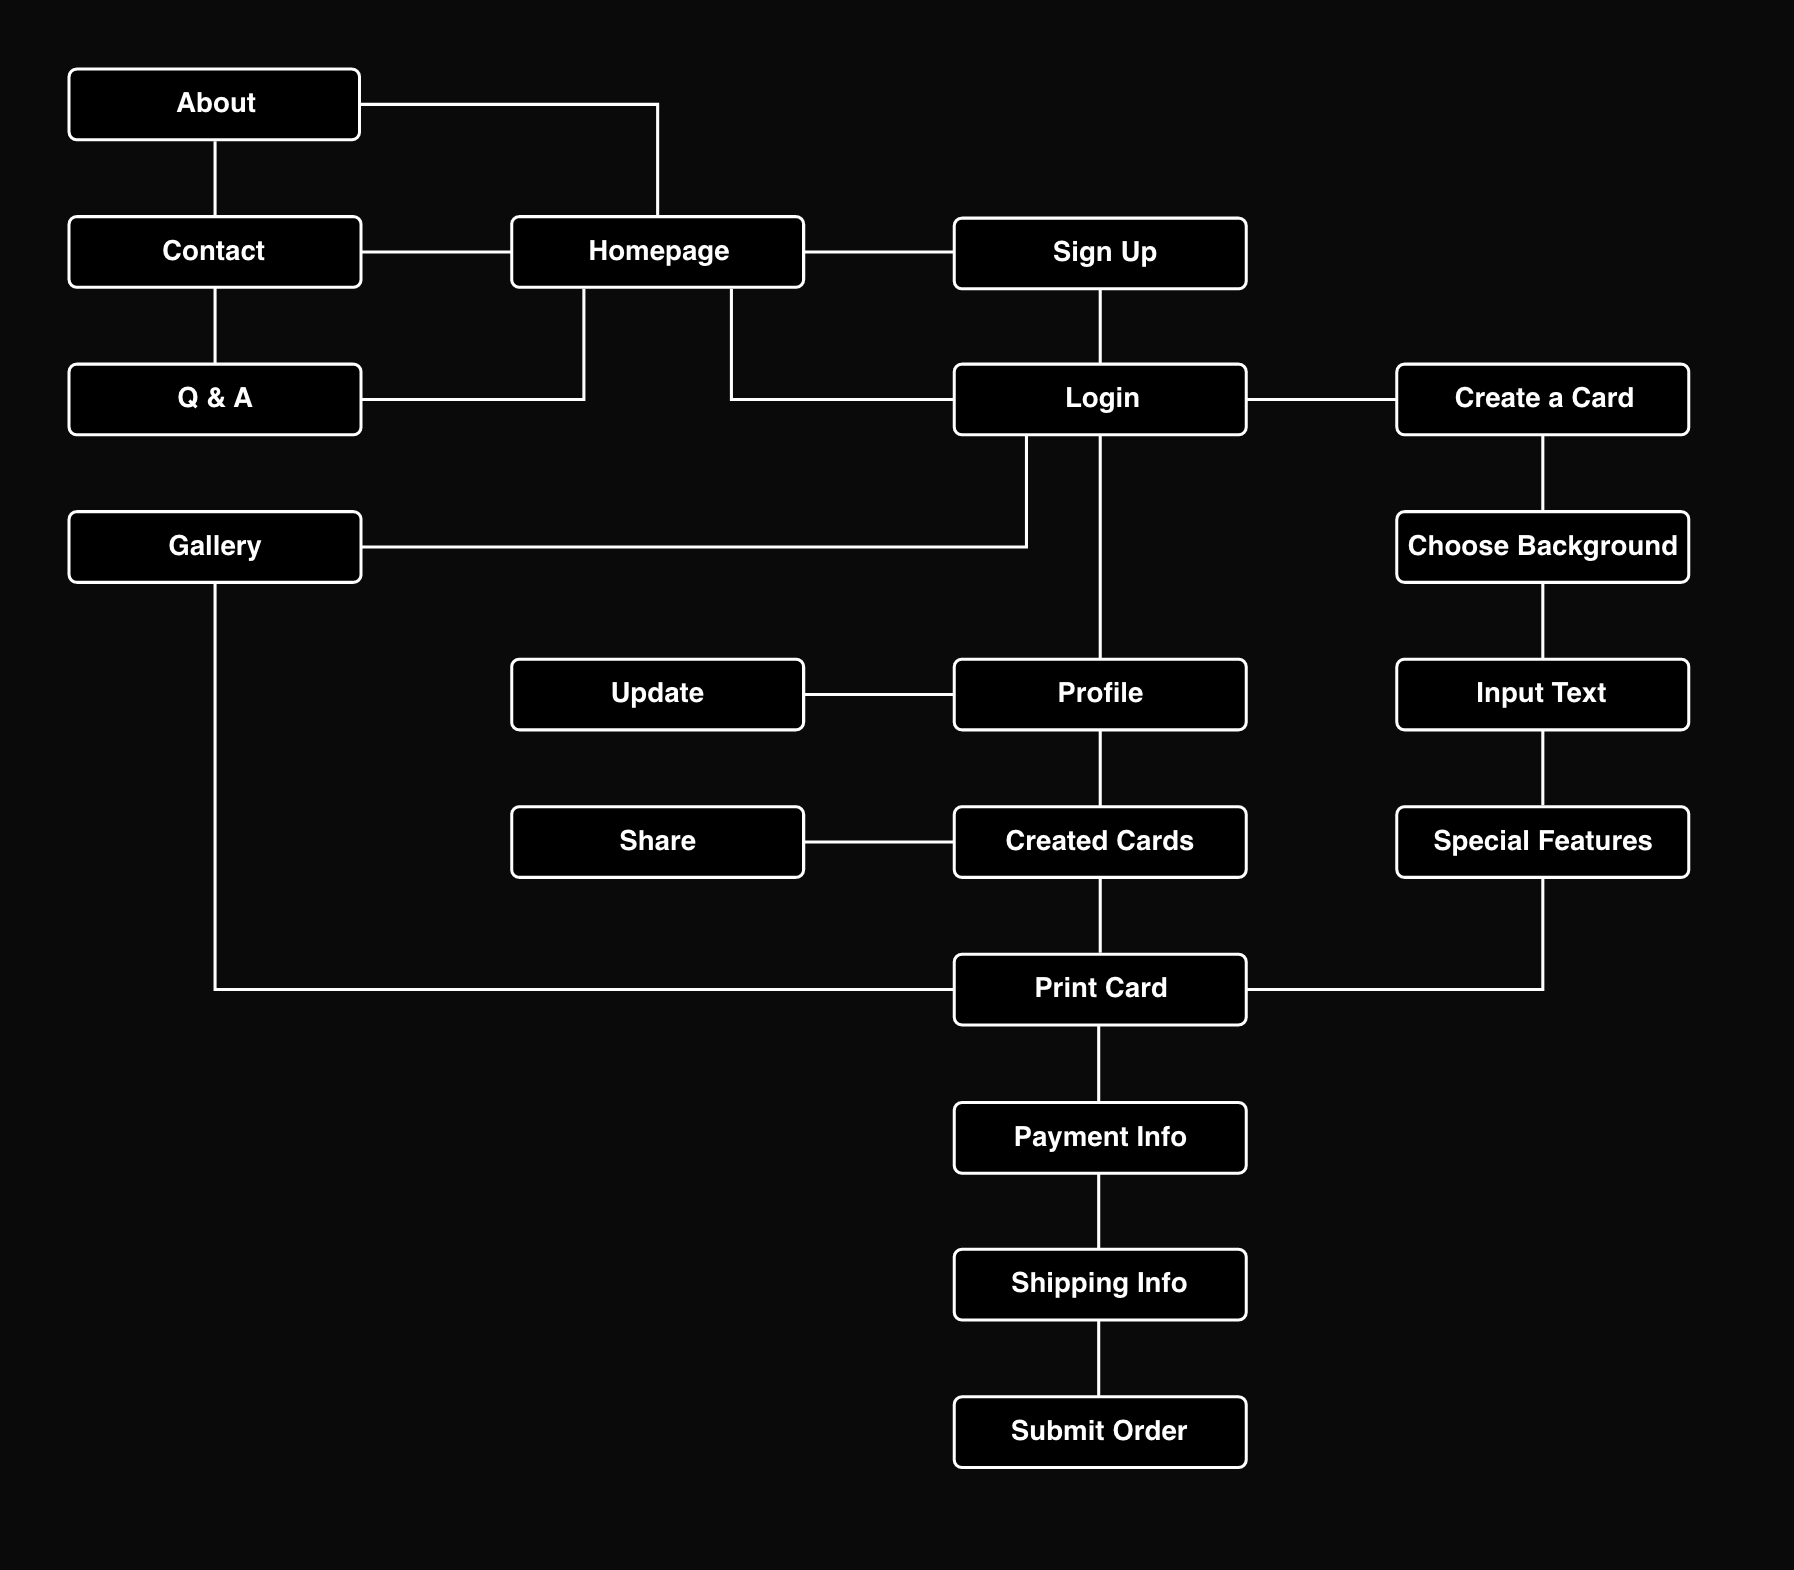 About
Contact
Homepage
Sign Up
Q & A
Login
Create a Card
Gallery
Choose Background
Update
Profile
Input Text
Share
Created Cards
Special Features
Print Card
Payment Info
Shipping Info
Submit Order